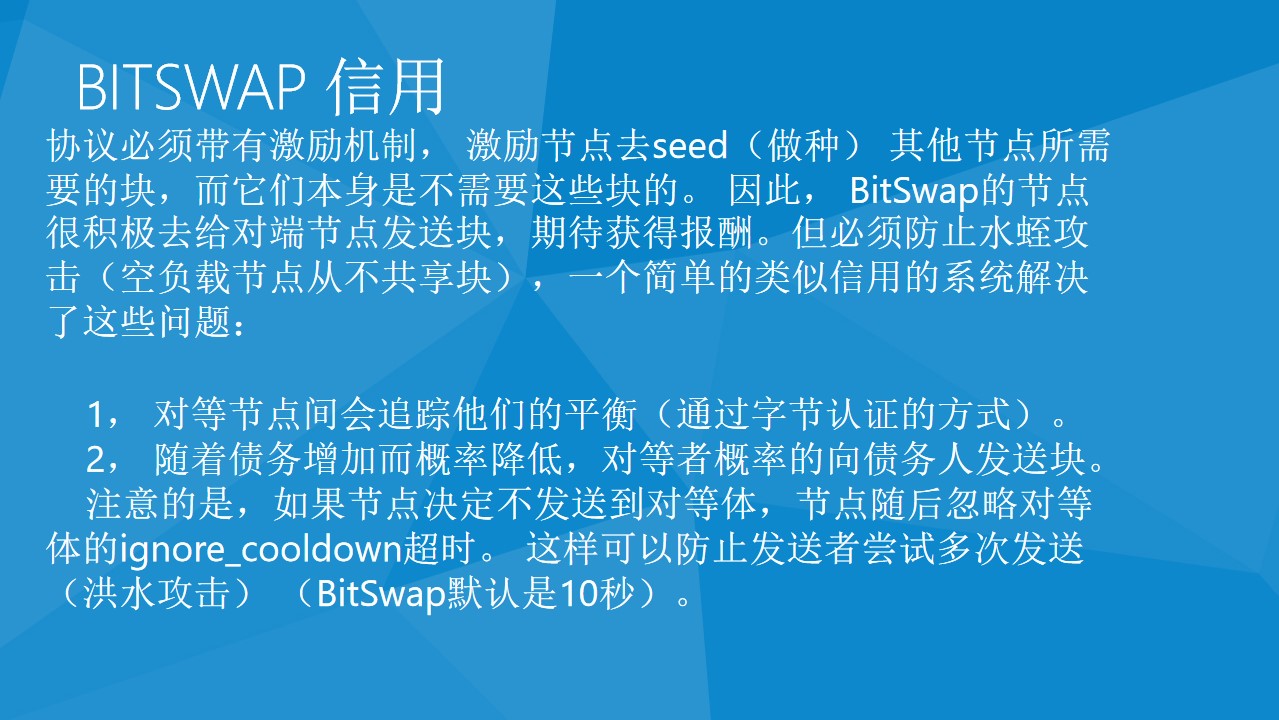 BITSWAP 信用
协议必须带有激励机制， 激励节点去seed（做种） 其他节点所需
要的块，而它们本身是不需要这些块的。 因此， BitSwap的节点
很积极去给对端节点发送块，期待获得报酬。但必须防止水蛭攻
击（空负载节点从不共享块），一个简单的类似信用的系统解决
了这些问题：
1， 对等节点间会追踪他们的平衡（通过字节认证的方式）。
2， 随着债务增加而概率降低，对等者概率的向债务人发送块。
注意的是，如果节点决定不发送到对等体，节点随后忽略对等
体的ignore_cooldown超时。 这样可以防止发送者尝试多次发送
（洪水攻击） （BitSwap默认是10秒）。